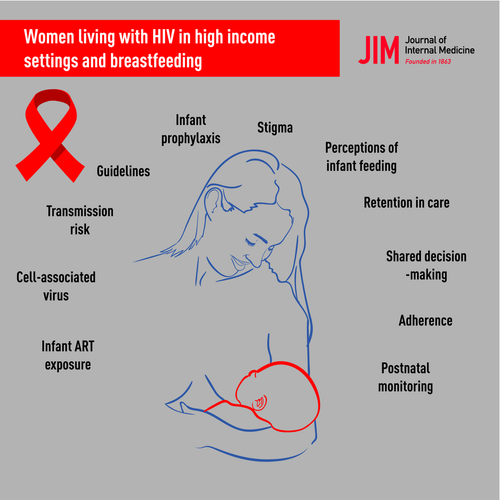 Women living with HIV in high income
settings and breastfeeding
JIM
Journal of
Internal Medicine
Founded in 1863
Infant
prophylaxis
Stigma
Perceptions of
infant feeding
Guidelines
Retention in care
Transmission
risk
Shared decision
-making
Cell-associated
virus
Adherence
Infant ART
exposure
Postnatal
monitoring